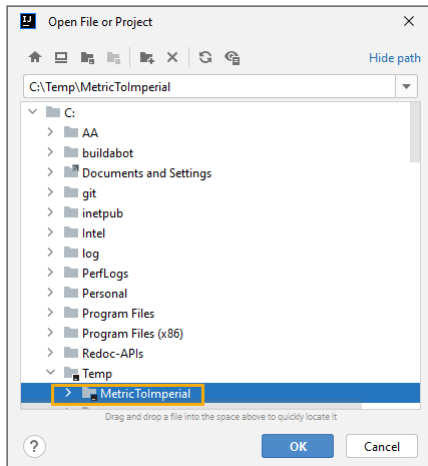 IJ Open File or Project
Hide path
C:\Temp\MetricToImperial
C:
AA
buildabot
Documents and Settings
git
inetpub
Intel
log
PerfLogs
Personal
Program Files
Program Files (x86)
Redoc-APIs
Temp
MetricToImperial
Drag and drop a file into the space above to quickly locate it
? OK Cancel